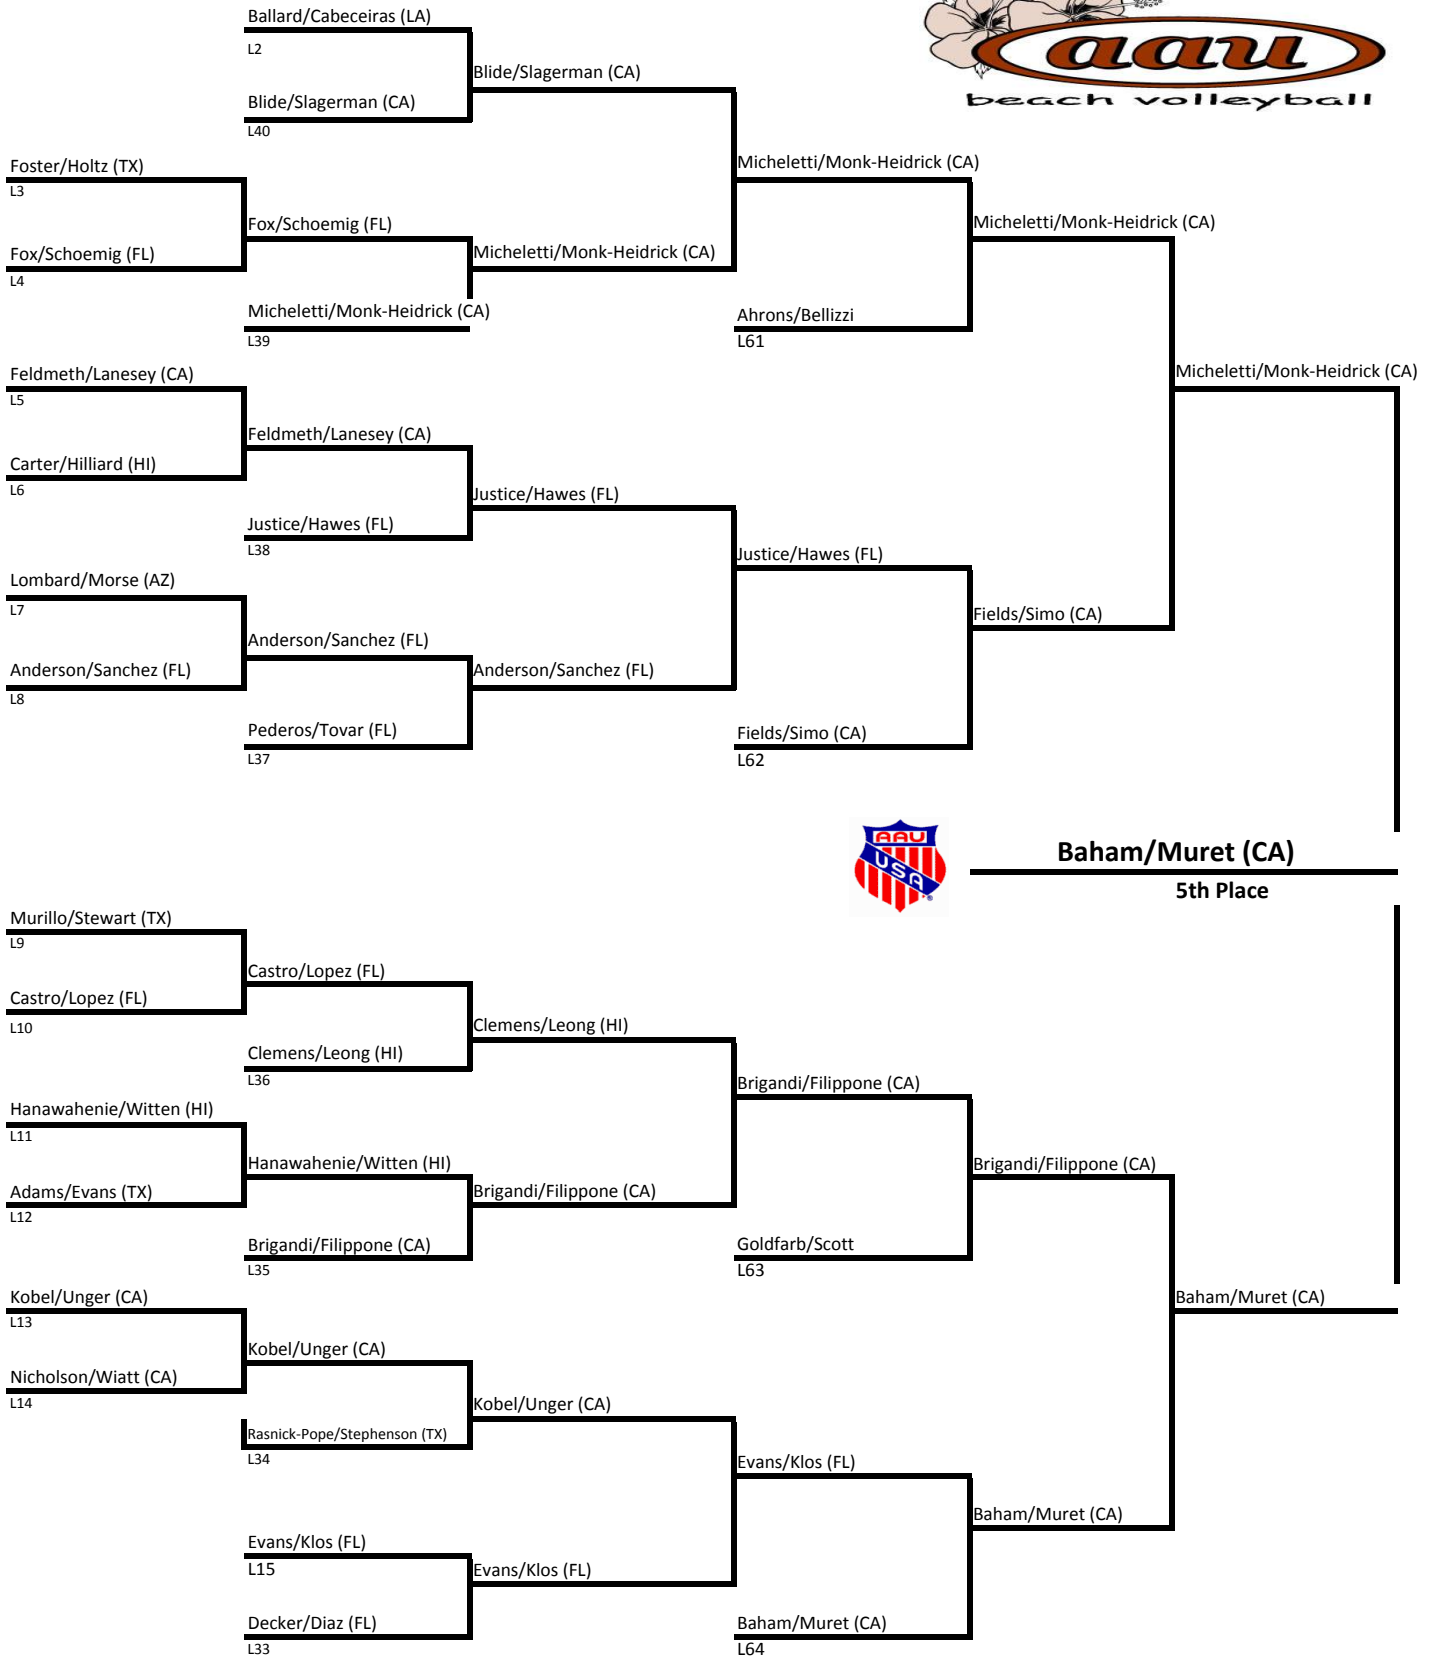 Ballard/Cabeceiras (LA)
L2
aau
beach volleyball
Blide/Slagerman (CA)
Blide/Slagerman (CA)
L40
Foster/Holtz (TX)
L3
Micheletti/Monk-Heidrick (CA)
Fox/Schoemig (FL)
Micheletti/Monk-Heidrick (CA)
Fox/Schoemig (FL)
L4
Micheletti/Monk-Heidrick (CA)
Micheletti/Monk-Heidrick (CA)
L39
Ahrons/Bellizzi
L61
Feldmeth/Lanesey (CA)
L5
Micheletti/Monk-Heidrick (CA)
Feldmeth/Lanesey (CA)
Carter/Hilliard (HI)
L6
Justice/Hawes (FL)
Justice/Hawes (FL)
L38
Justice/Hawes (FL)
Lombard/Morse (AZ)
L7
Fields/Simo (CA)
Anderson/Sanchez (FL)
Anderson/Sanchez (FL)
L8
Anderson/Sanchez (FL)
Pederos/Tovar (FL)
L37
Fields/Simo (CA)
L62
AAU
USA
®
Baham/Muret (CA)
5th Place
Murillo/Stewart (TX)
L9
Castro/Lopez (FL)
Castro/Lopez (FL)
L10
Clemens/Leong (HI)
Clemens/Leong (HI)
L36
Brigandi/Filippone (CA)
Hanawahenie/Witten (HI)
L11
Hanawahenie/Witten (HI)
Brigandi/Filippone (CA)
Adams/Evans (TX)
L12
Brigandi/Filippone (CA)
Brigandi/Filippone (CA)
L35
Goldfarb/Scott
L63
Kobel/Unger (CA)
L13
Baham/Muret (CA)
Kobel/Unger (CA)
Nicholson/Wiatt (CA)
L14
Kobel/Unger (CA)
Rasnick-Pope/Stephenson (TX)
L34
Evans/Klos (FL)
Baham/Muret (CA)
Evans/Klos (FL)
L15
Evans/Klos (FL)
Decker/Diaz (FL)
L33
Baham/Muret (CA)
L64